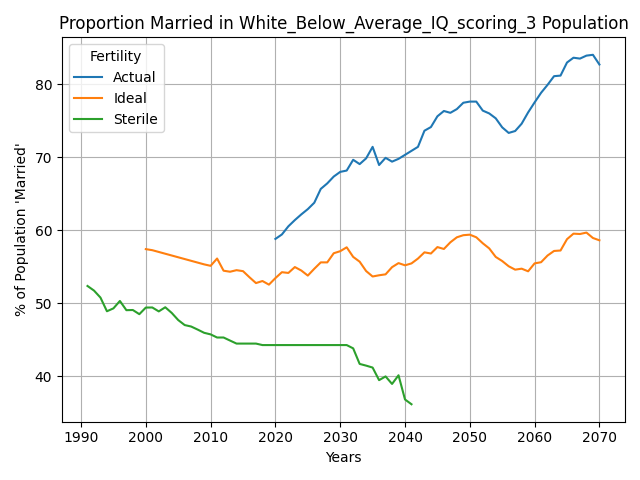 Proportion Married in White_Below_Average_IQ_scoring_3 Population
Fertility
Actual
Ideal
Sterile
% of Population 'Married'
80
70
60
50
40
1990 2000 2010 2020 2030 2040 2050 2060 2070
Years